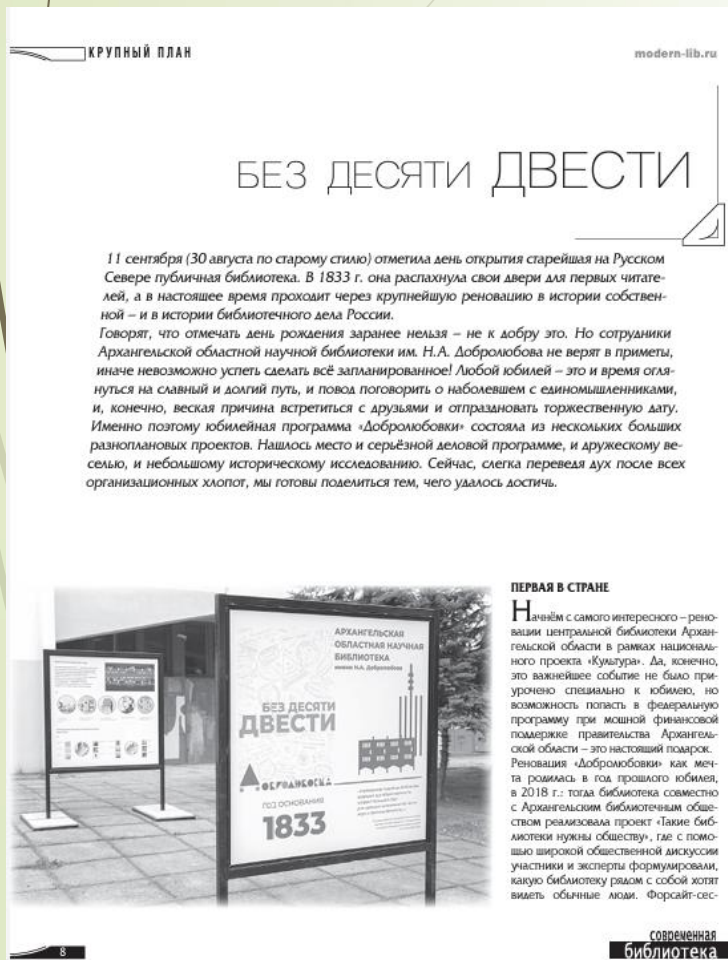 КРУПНЫЙ ПЛАН
modern-lib.ru
БЕЗ ДЕСЯТИ ДВЕСТИ
11 сентября (30 августа по старому стилю) отметила день открытия старейшая на Русском
Севере публичная библиотека. В 1833 г. она распахнула свои двери для первых читате-
лей, а в настоящее время проходит через крупнейшую реновацию в истории собствен-
ной – и в истории библиотечного дела России.
Говорят, что отмечать день рождения заранее нельзя – не к добру это. Но сотрудники
Архангельской областной научной библиотеки им. Н.А. Добролюбова не верят в приметы,
иначе невозможно успеть сделать всё запланированное! Любой юбилей – это и время огля-
нуться на славный и долгий путь, и повод поговорить о наболевшем с единомышленниками,
и, конечно, веская причина встретиться с друзьями и отпраздновать торжественную дату.
Именно поэтому юбилейная программа «Добролюбовки» состояла из нескольких больших
разноплановых проектов. Нашлось место и серьёзной деловой программе, и дружескому ве-
селью, и небольшому историческому исследованию. Сейчас, слегка переведя дух после всех
организационных хлопот, мы готовы поделиться тем, чего удалось достичь.
АРХАНГЕЛЬСКАЯ
ОБЛАСТНАЯ НАУЧНАЯ
БИБЛИОТЕКА
имени Н.А. Добролюбова
БЕЗ ДЕСЯТИ
ДВЕСТИ
ГОД ОСНОВАНИЯ
1833
ПЕРВАЯ В СТРАНЕ
Начнём с самого интересного – рено-
вации центральной библиотеки Архан-
гельской области в рамках националь-
ного проекта «Культура». Да, конечно,
это важнейшее событие не было при-
урочено специально к юбилею, но
возможность попасть в федеральную
программу при мощной финансовой
поддержке правительства Архангель-
ской области – это настоящий подарок.
Реновация «Добролюбовки» как меч-
та родилась в год прошлого юбилея,
в 2018 г.: тогда библиотека совместно
с Архангельским библиотечным обще-
ством реализовала проект «Такие биб-
лиотеки нужны обществу», где с помо-
щью широкой общественной дискуссии
участники и эксперты формулировали,
какую библиотеку рядом с собой хотят
видеть обычные люди. Форсайт-сес-
8
современная
библиотека